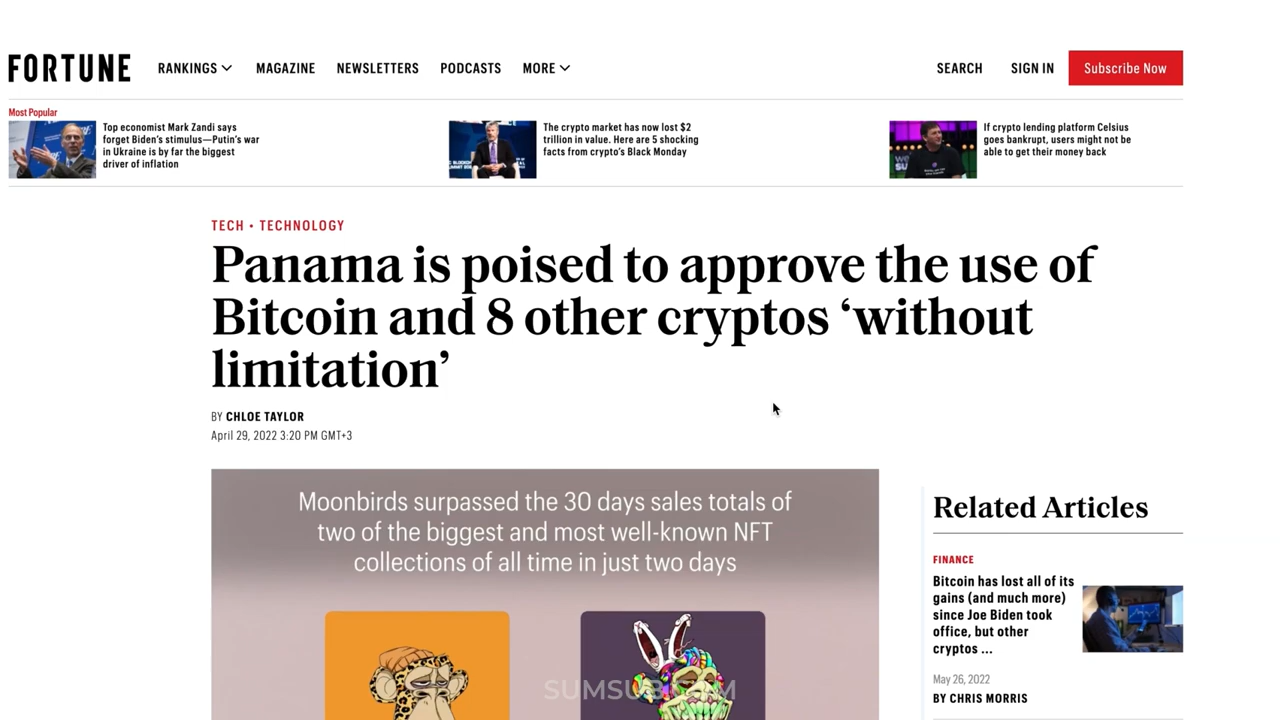 FORTUNE RANKINGS MAGAZINE NEWSLETTERS PODCASTS MORE SEARCH SIGN IN Subscribe Now
Most Popular
Top economist Mark Zandi says
forget Biden's stimulus—Putin's war
in Ukraine is by far the biggest
driver of inflation
The crypto market has now lost $2
trillion in value. Here are 5 shocking
facts from crypto's Black Monday
If crypto lending platform Celsius
goes bankrupt, users might not be
able to get their money back
TECH • TECHNOLOGY
Panama is poised to approve the use of
Bitcoin and 8 other cryptos ‘without
limitation’
BY CHLOE TAYLOR
April 29, 2022 3:20 PM GMT+3
Moonbirds surpassed the 30 days sales totals of
two of the biggest and most well-known NFT
collections of all time in just two days
Related Articles
FINANCE
Bitcoin has lost all of its
gains (and much more)
since Joe Biden took
office, but other
cryptos ...
May 26, 2022
BY CHRIS MORRIS